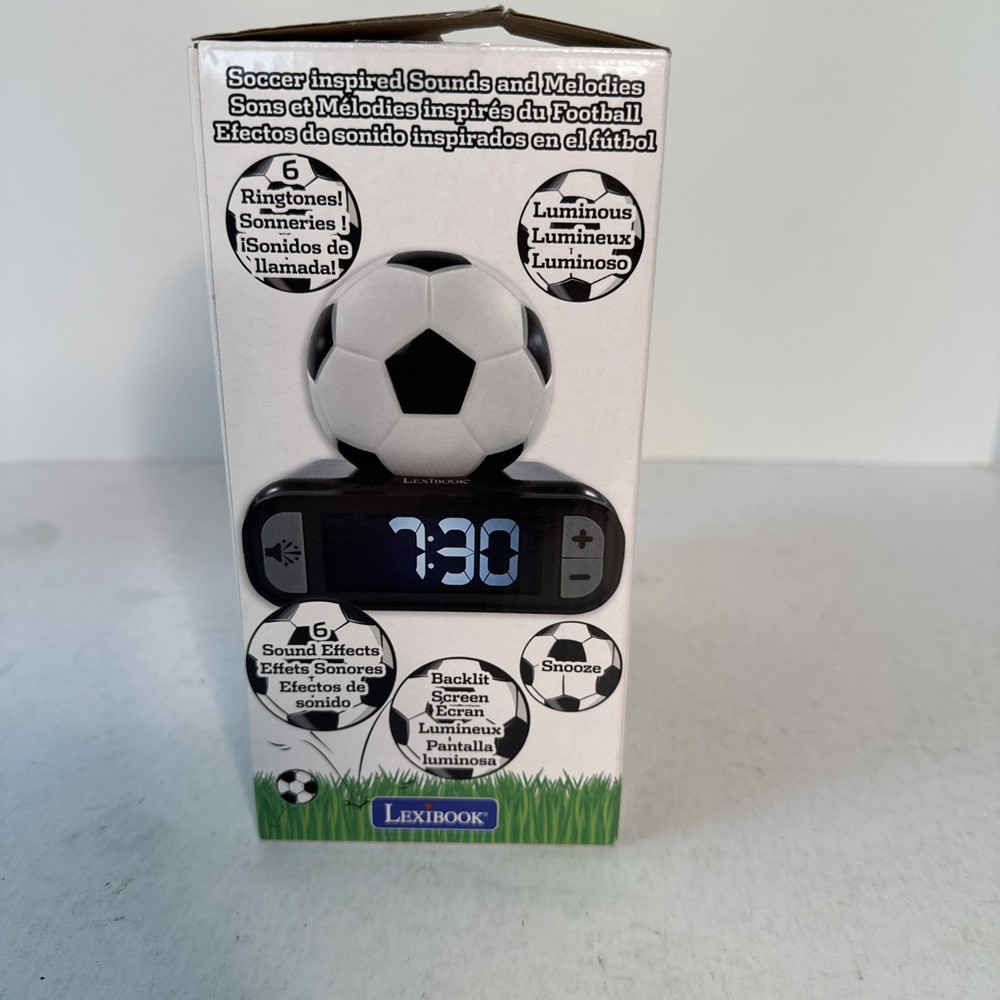 Soccer inspired Sounds and Melodies
Sons et Mélodies inspirés du Football
Efectos de sonido inspirados en el fútbol
6
Ringtones!
Sonneries !
¡Sonidos de
llamada!
Luminous
Lumineux
Luminoso
LEXIBOOK®
7:30
+
-
6
Sound Effects
Effets Sonores
Efectos de
sonido
Backlit
Screen
Écran
Lumineux
Pantalla
luminosa
Snooze
LEXIBOOK®